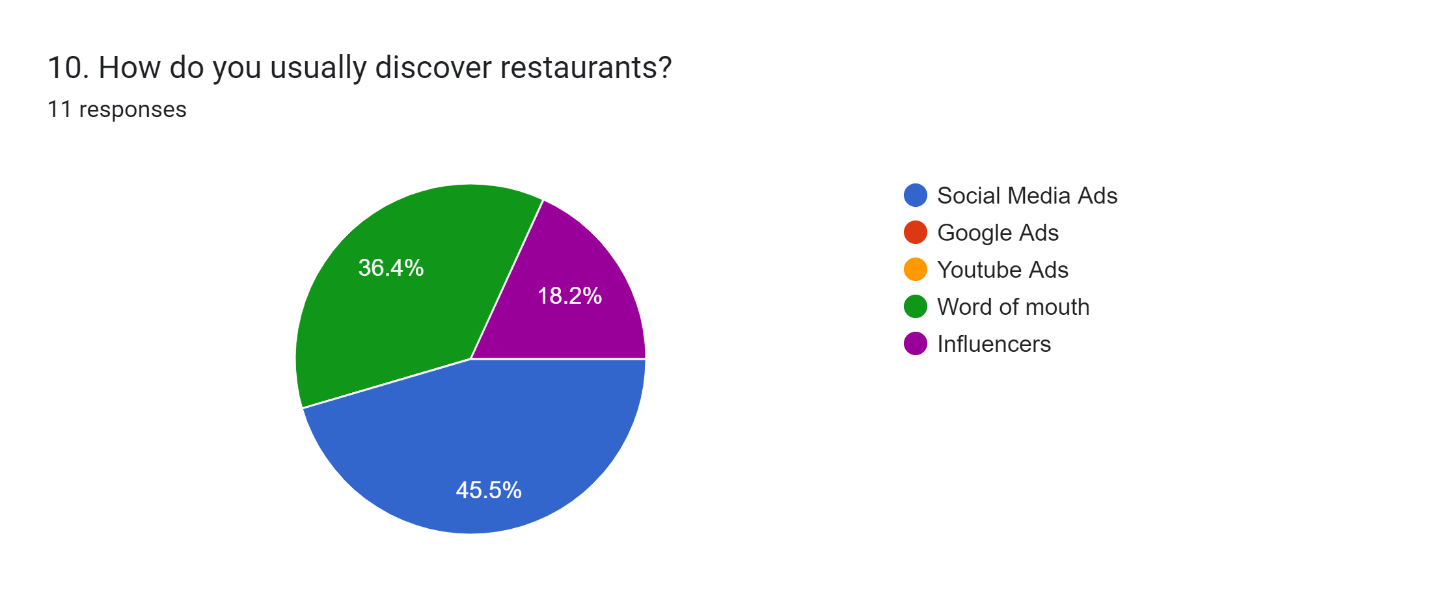 10. How do you usually discover restaurants?
11 responses
36.4%
18.2%
45.5%
Social Media Ads
Google Ads
Youtube Ads
Word of mouth
Influencers